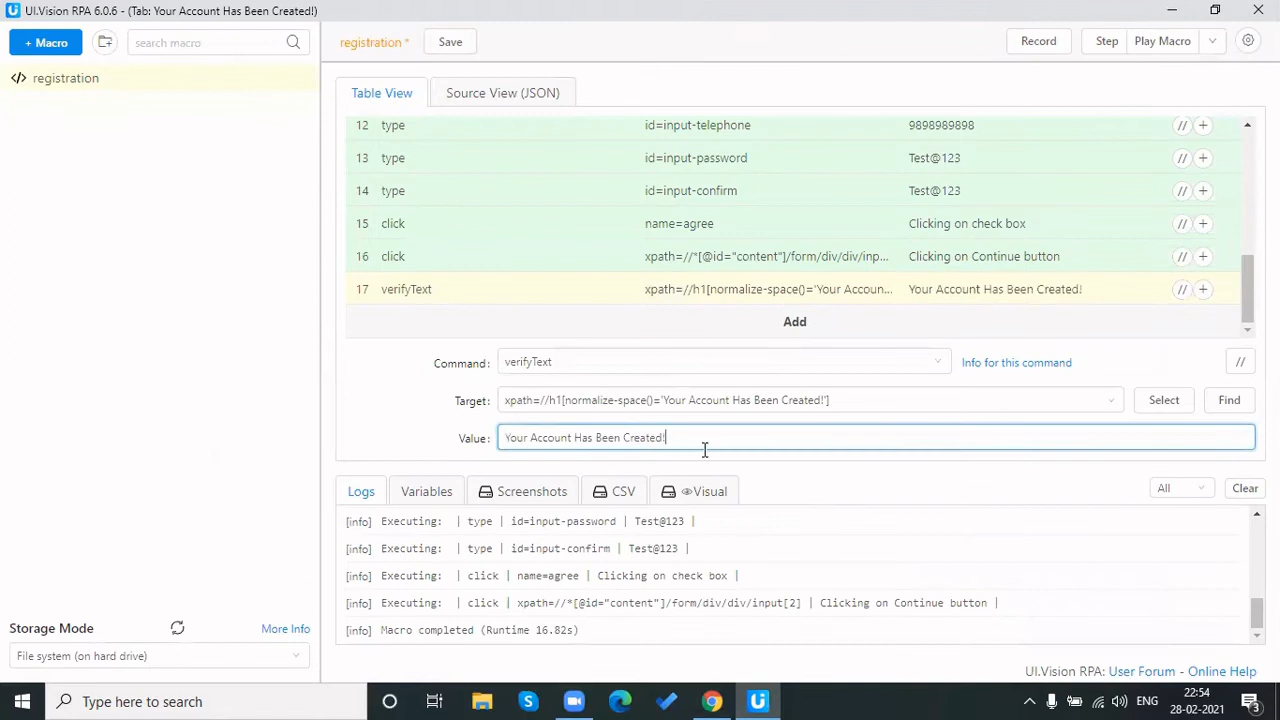 UI.Vision RPA 6.0.6 - (Tab: Your Account Has Been Created!)
+ Macro
search macro
registration *
Save
Record
Step
Play Macro
registration
Table View
Source View (JSON)
12 type id=input-telephone 9898989898 // +
13 type id=input-password Test@123 // +
14 type id=input-confirm Test@123 // +
15 click name=agree Clicking on check box // +
16 click xpath=//*[@id="content"]/form/div/div/inp... Clicking on Continue button // +
17 verifyText xpath=//h1[normalize-space()='Your Accoun... Your Account Has Been Created! // +
Add
Command: verifyText Info for this command //
Target: xpath=//h1[normalize-space()='Your Account Has Been Created!'] Select Find
Value: Your Account Has Been Created!
Logs Variables Screenshots CSV Visual All Clear
[info] Executing: | type | id=input-password | Test@123 |
[info] Executing: | type | id=input-confirm | Test@123 |
[info] Executing: | click | name=agree | Clicking on check box |
[info] Executing: | click | xpath=//*[@id="content"]/form/div/div/input[2] | Clicking on Continue button |
[info] Macro completed (Runtime 16.82s)
Storage Mode
More Info
File system (on hard drive)
UI.Vision RPA: User Forum - Online Help
Type here to search
ENG
22:54
28-02-2021
3